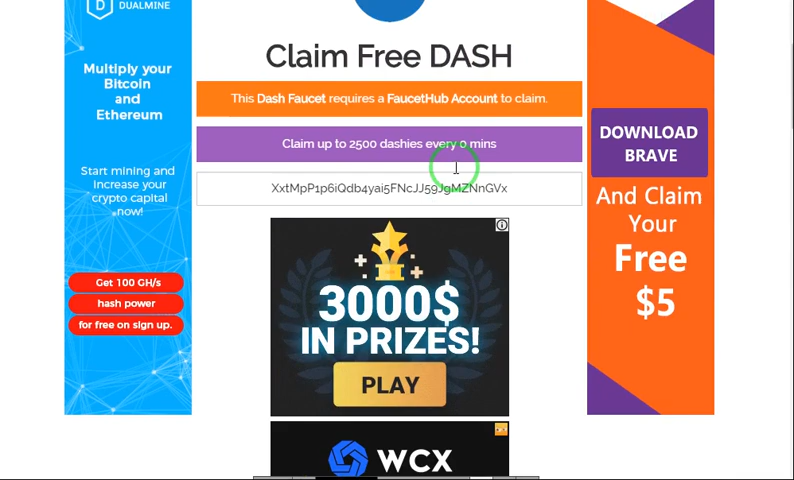 DUALMINE
Multiply your
Bitcoin
and
Ethereum
Start mining and
increase your
crypto capital
now!
Get 100 GH/s
hash power
for free on sign up.
Claim Free DASH
This Dash Faucet requires a FaucetHub Account to claim.
Claim up to 2500 dashies every 0 mins
XxtMpP1p6iQdb4yai5FNcJJ59JgMZNnGVx
3000$
IN PRIZES!
PLAY
WCX
DOWNLOAD
BRAVE
And Claim
Your
Free
$5